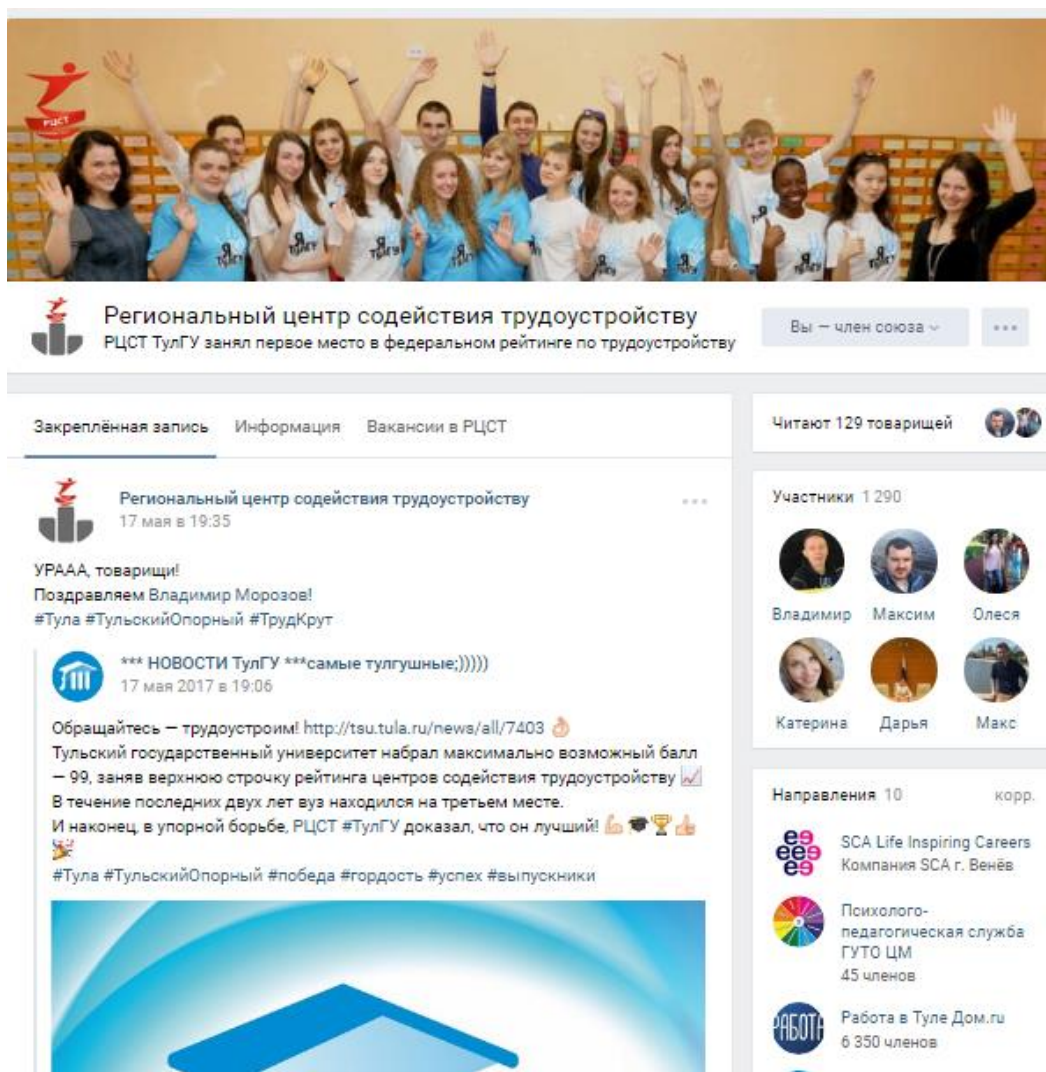 РЦСТ
Я
ТулГУ
Региональный центр содействия трудоустройству
РЦСТ ТулГУ занял первое место в федеральном рейтинге по трудоустройству
Вы — член союза
Закреплённая запись Информация Вакансии в РЦСТ
Региональный центр содействия трудоустройству
17 мая в 19:35
УРААА, товарищи!
Поздравляем Владимир Морозов!
#Тула #ТульскийОпорный #ТрудКрут
*** НОВОСТИ ТулГУ ***самые тулгушные;)))))
17 мая 2017 в 19:06
Обращайтесь — трудоустроим! http://tsu.tula.ru/news/all/7403 👌
Тульский государственный университет набрал максимально возможный балл
— 99, заняв верхнюю строчку рейтинга центров содействия трудоустройству 📈
В течение последних двух лет вуз находился на третьем месте.
И наконец, в упорной борьбе, РЦСТ #ТулГУ доказал, что он лучший! 💪🎓🏆👍
🎉
#Тула #ТульскийОпорный #победа #гордость #успех #выпускники
Читают 129 товарищей
Участники 1 290
Владимир Максим Олеся
Катерина Дарья Макс
Направления 10 корр.
SCA Life Inspiring Careers
Компания SCA г. Венёв
Психолого-
педагогическая служба
ГУТО ЦМ
45 членов
РАБОТА
Работа в Туле Дом.ru
6 350 членов